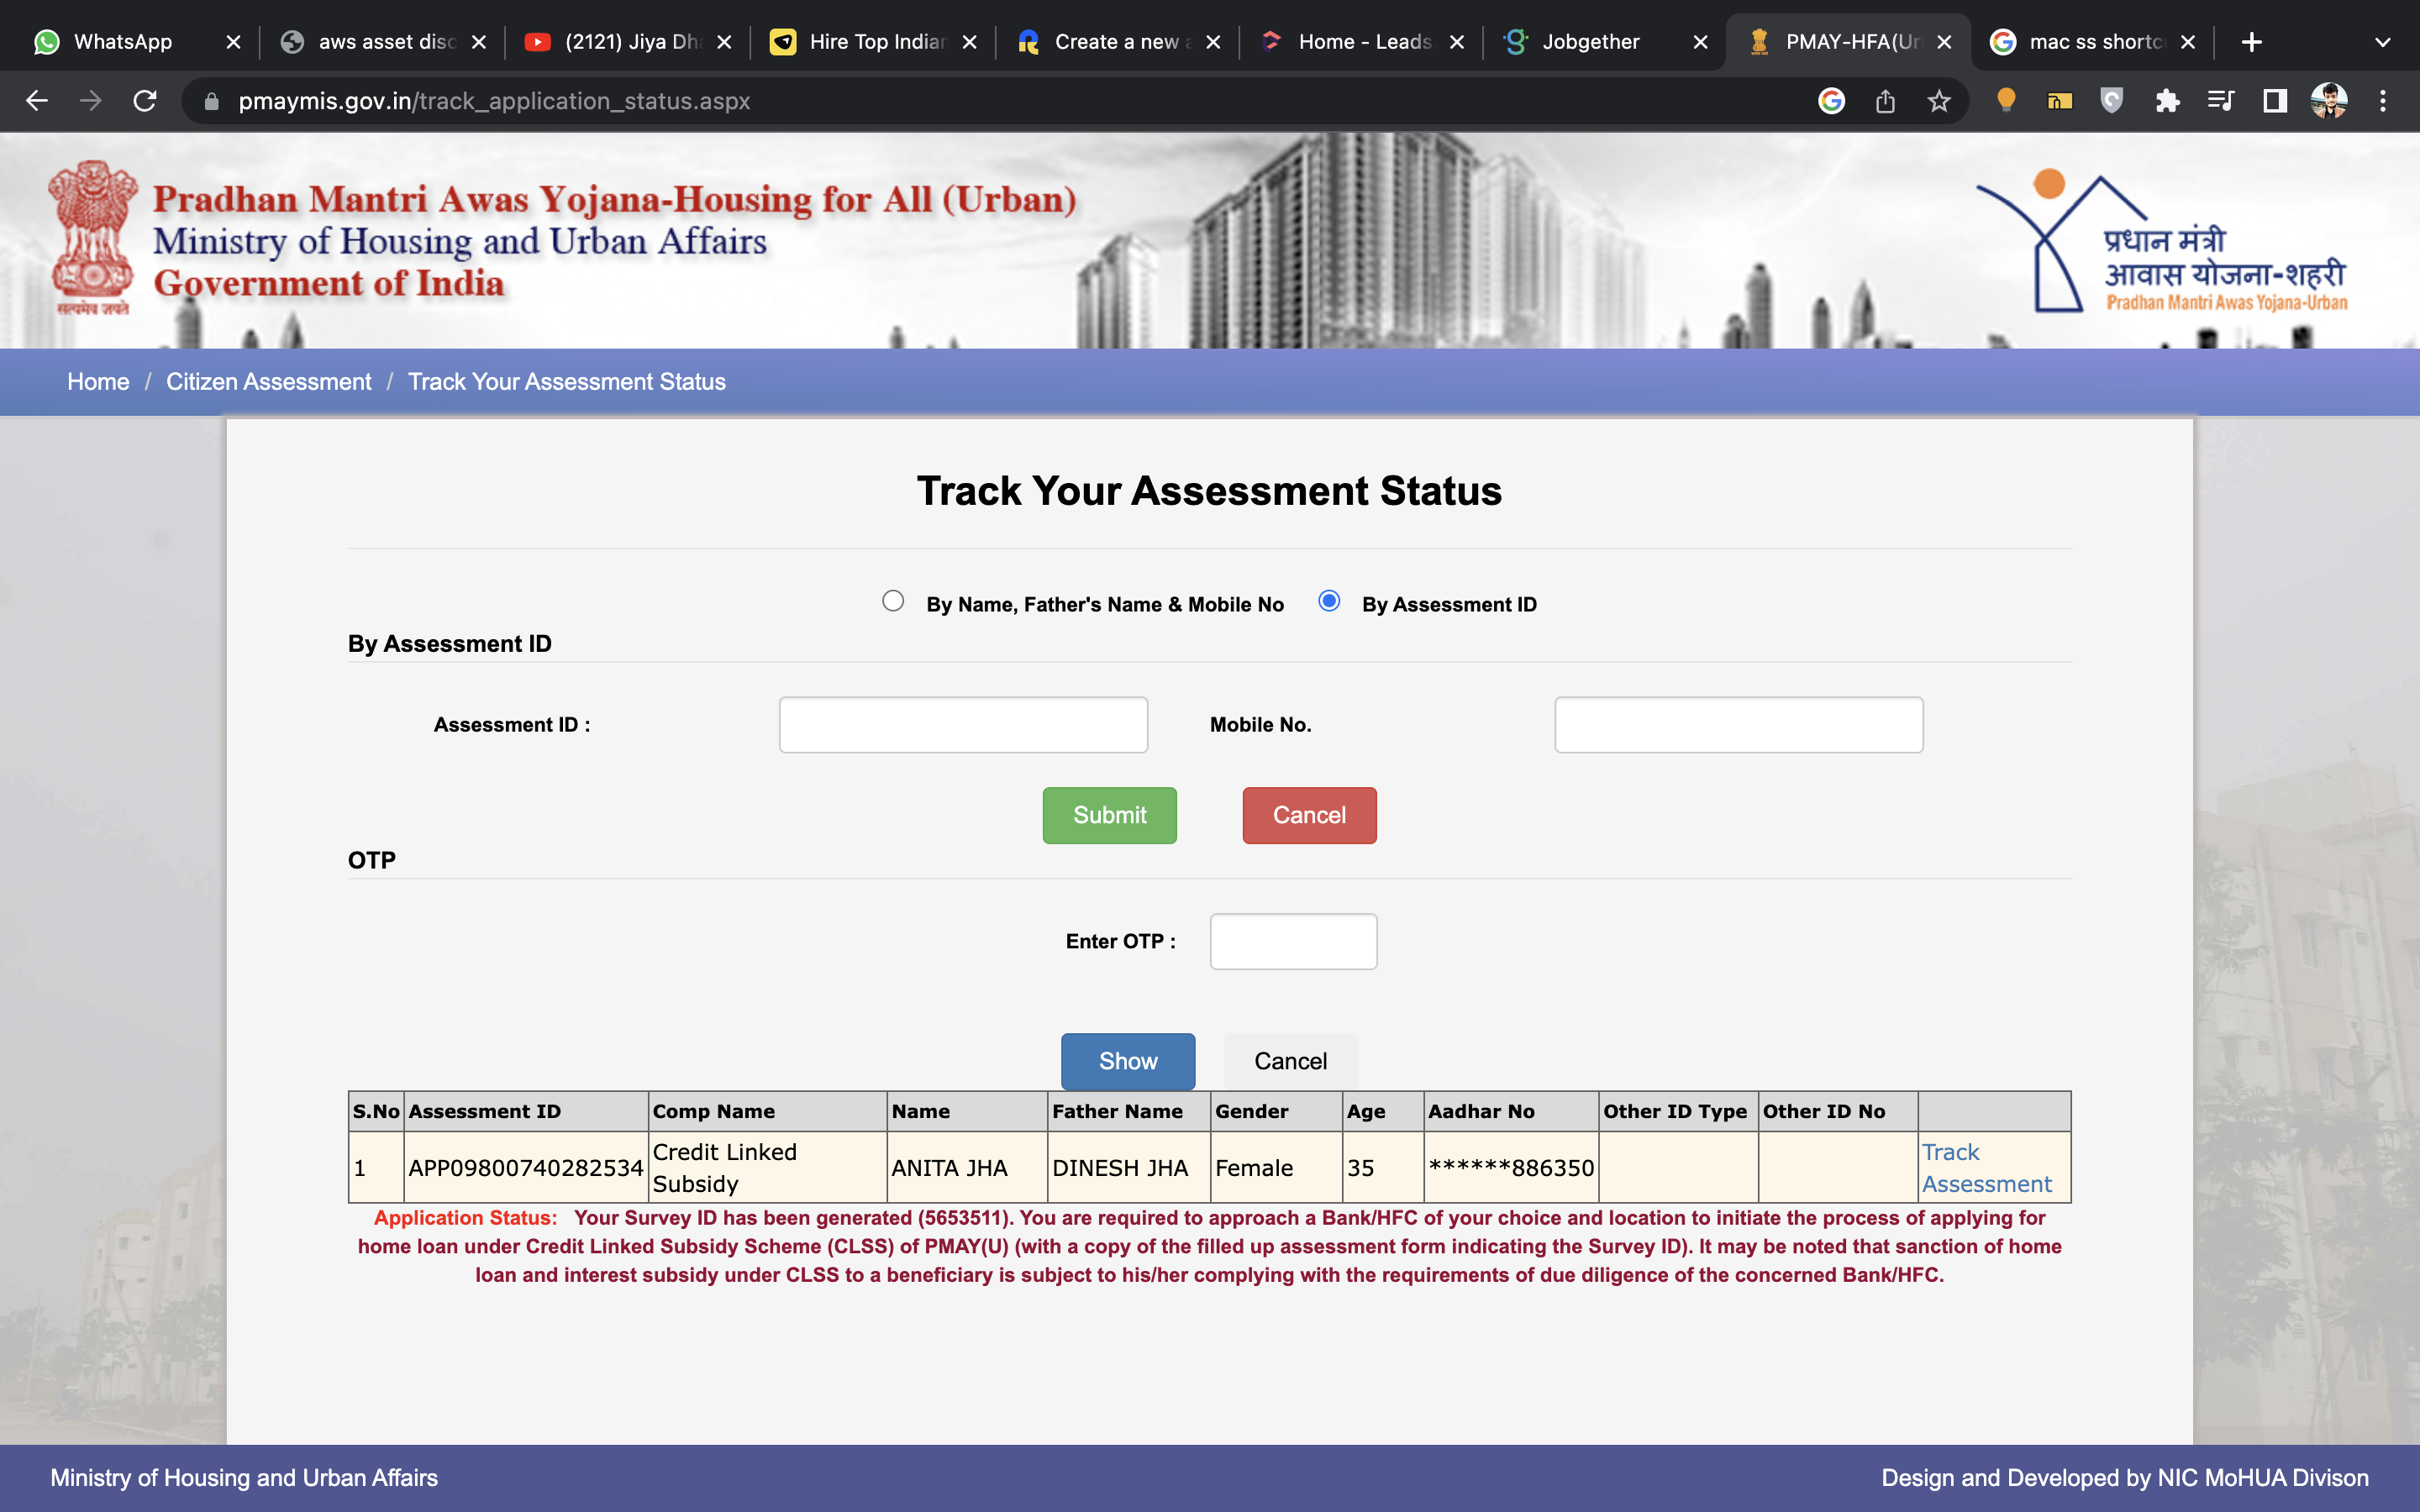 WhatsApp
aws asset disc
(2121) Jiya Dha
Hire Top Indian
Create a new a
Home - Leads
Jobgether
PMAY-HFA(Ur
mac ss shortc
pmaymis.gov.in/track_application_status.aspx
सत्यमेव जयते
Pradhan Mantri Awas Yojana-Housing for All (Urban)
Ministry of Housing and Urban Affairs
Government of India
प्रधान मंत्री
आवास योजना-शहरी
Pradhan Mantri Awas Yojana-Urban
Home / Citizen Assessment / Track Your Assessment Status
Track Your Assessment Status
By Name, Father's Name & Mobile No By Assessment ID
By Assessment ID
Assessment ID : Mobile No.
Submit Cancel
OTP
Enter OTP :
Show Cancel
S.No Assessment ID Comp Name Name Father Name Gender Age Aadhar No Other ID Type Other ID No
1 APP09800740282534 Credit Linked Subsidy ANITA JHA DINESH JHA Female 35 ******886350 Track Assessment
Application Status: Your Survey ID has been generated (5653511). You are required to approach a Bank/HFC of your choice and location to initiate the process of applying for
home loan under Credit Linked Subsidy Scheme (CLSS) of PMAY(U) (with a copy of the filled up assessment form indicating the Survey ID). It may be noted that sanction of home
loan and interest subsidy under CLSS to a beneficiary is subject to his/her complying with the requirements of due diligence of the concerned Bank/HFC.
Ministry of Housing and Urban Affairs
Design and Developed by NIC MoHUA Divison